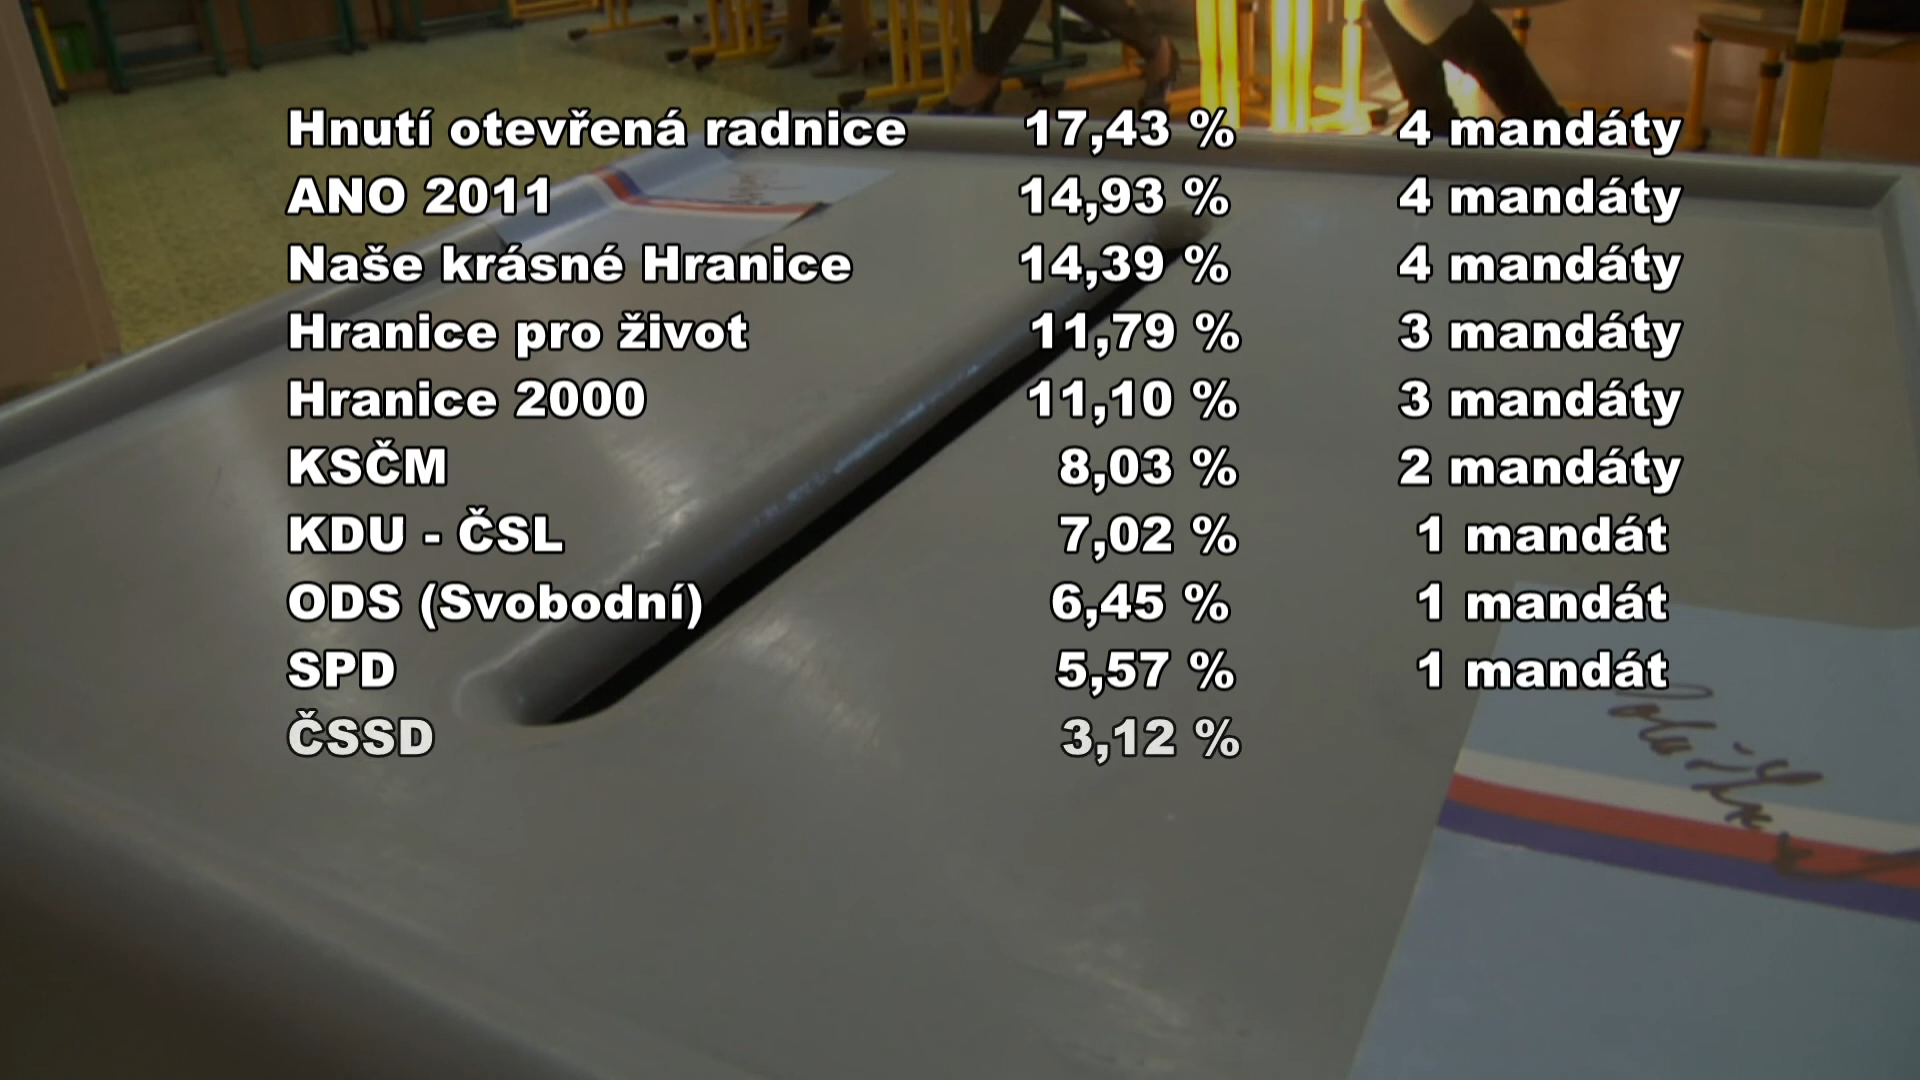 Hnutí otevřená radnice 17,43 % 4 mandáty
ANO 2011 14,93 % 4 mandáty
Naše krásné Hranice 14,39 % 4 mandáty
Hranice pro život 11,79 % 3 mandáty
Hranice 2000 11,10 % 3 mandáty
KSČM 8,03 % 2 mandáty
KDU - ČSL 7,02 % 1 mandát
ODS (Svobodní) 6,45 % 1 mandát
SPD 5,57 % 1 mandát
ČSSD 3,12 %